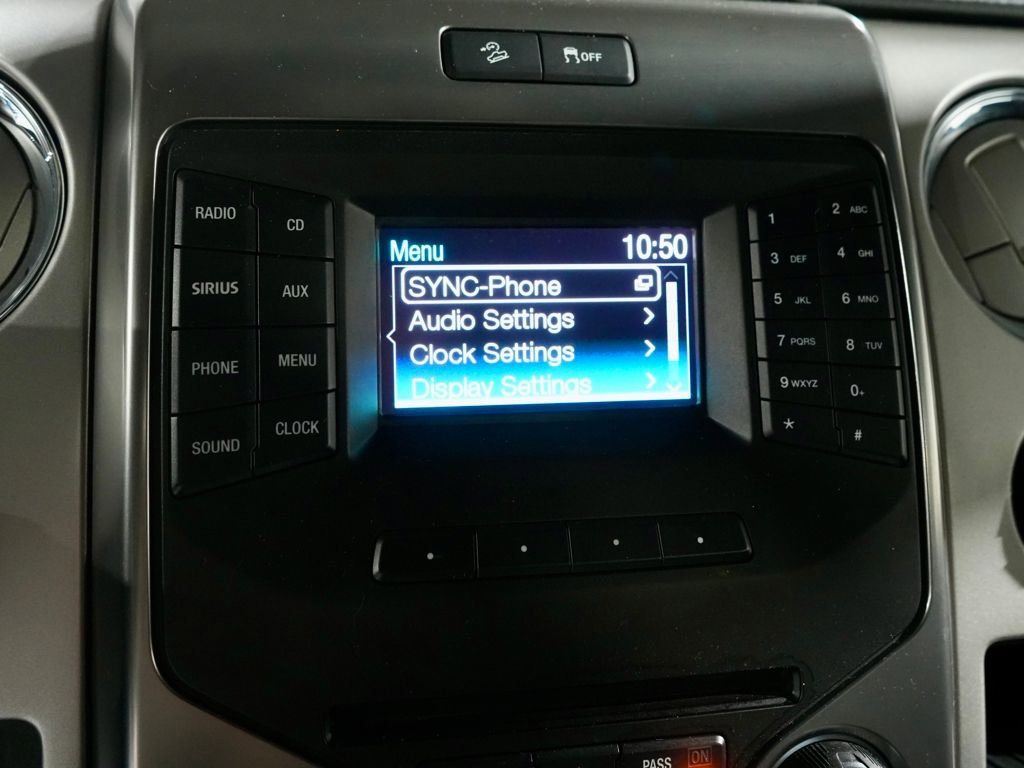 OFF
RADIO
CD
SIRIUS
AUX
PHONE
MENU
SOUND
CLOCK
Menu 10:50
SYNC-Phone
Audio Settings
Clock Settings
Display Settings
1
2 ABC
3 DEF
4 GHI
5 JKL
6 MNO
7 PQRS
8 TUV
9 WXYZ
0+
*
#
PASS ON